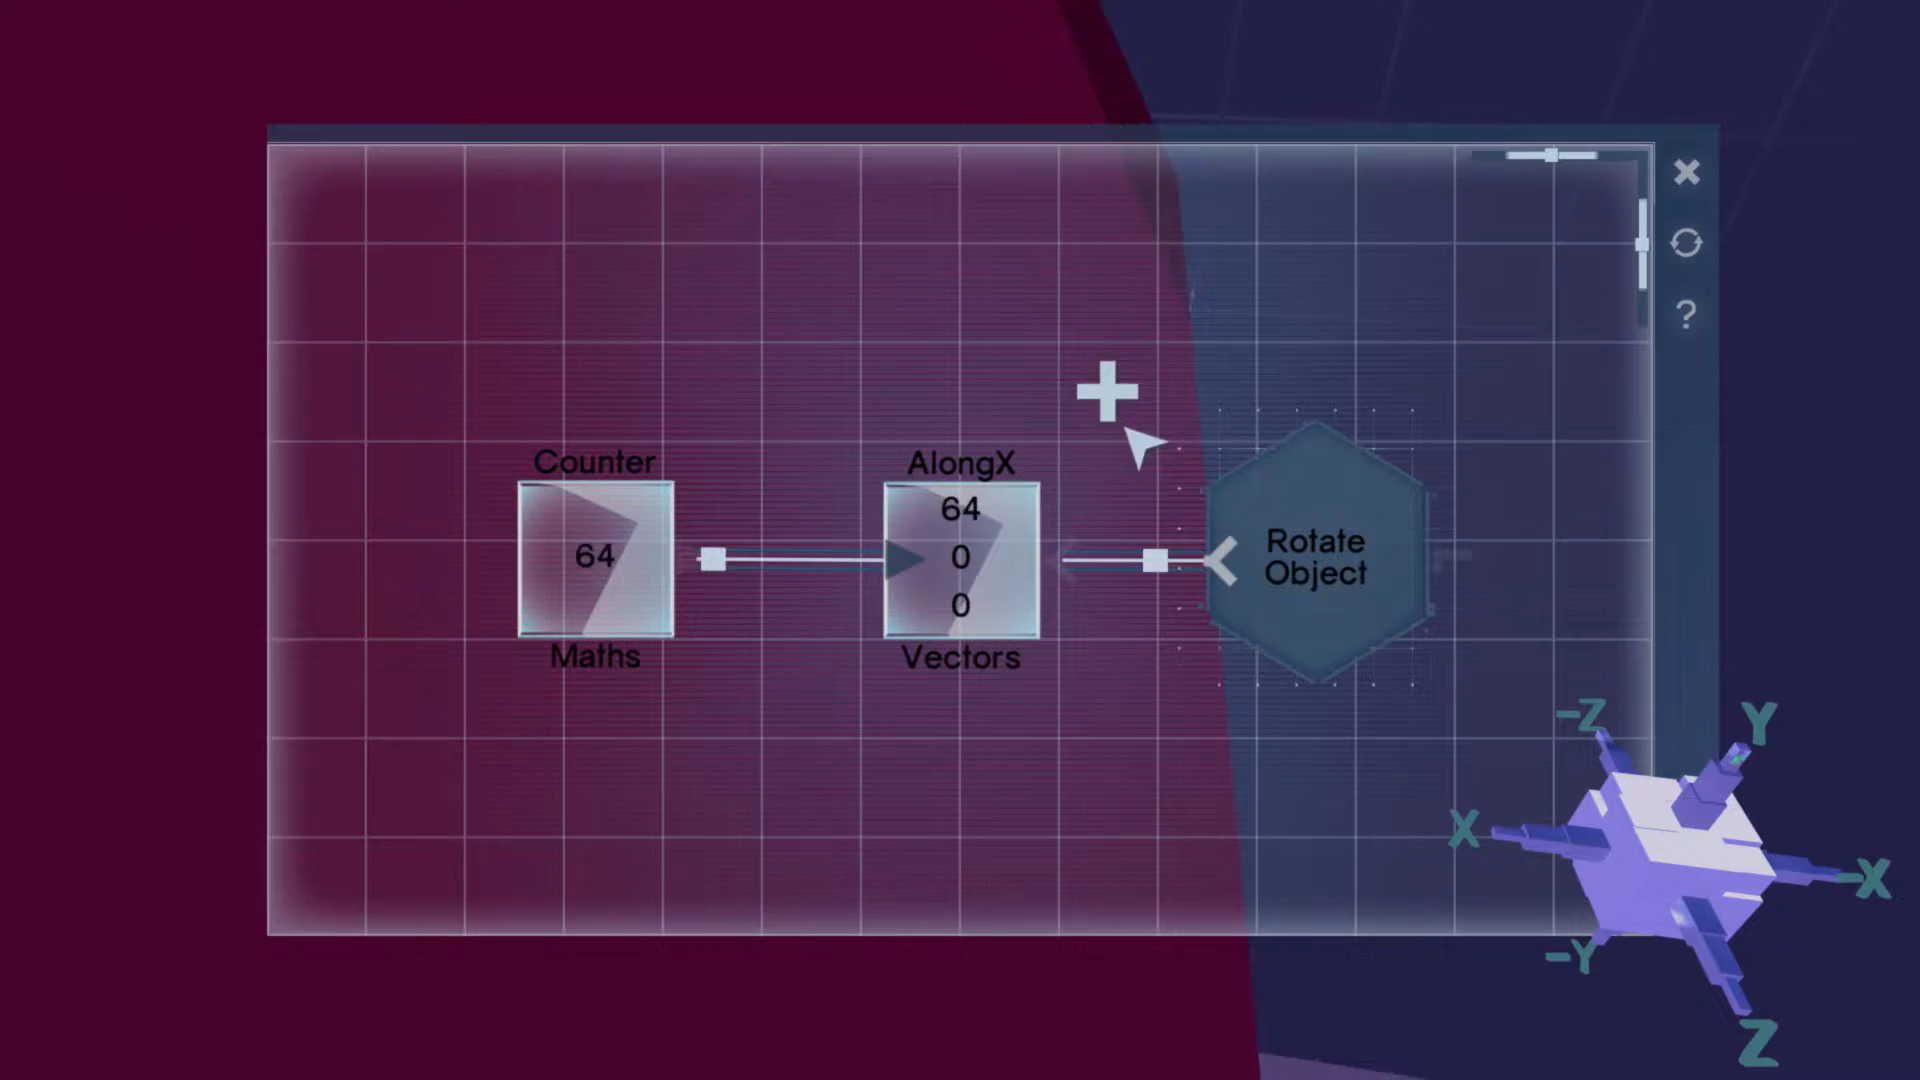 ?
Counter
64
Maths
AlongX
64
0
0
Vectors
Rotate
Object
-Z
Y
X
-X
-Y
Z